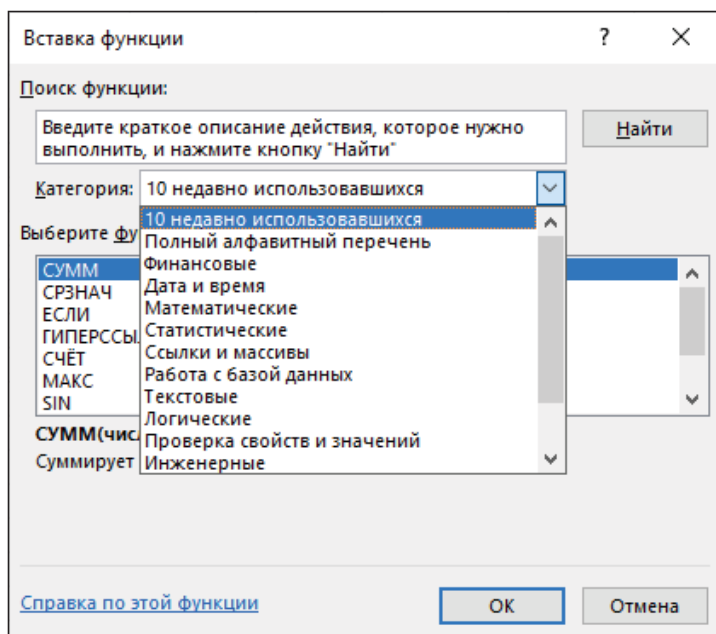 Вставка функции
?
Поиск функции:
Введите краткое описание действия, которое нужно
выполнить, и нажмите кнопку "Найти"
Найти
Категория: 10 недавно использовавшихся
10 недавно использовавшихся
Выберите фу
Полный алфавитный перечень
Финансовые
Дата и время
Математические
Статистические
Ссылки и массивы
Работа с базой данных
Текстовые
Логические
Проверка свойств и значений
Инженерные
СУММ
СРЗНАЧ
ЕСЛИ
ГИПЕРССЫ
СЧЁТ
МАКС
SIN
СУММ(чис
Суммирует
Справка по этой функции
ОК
Отмена